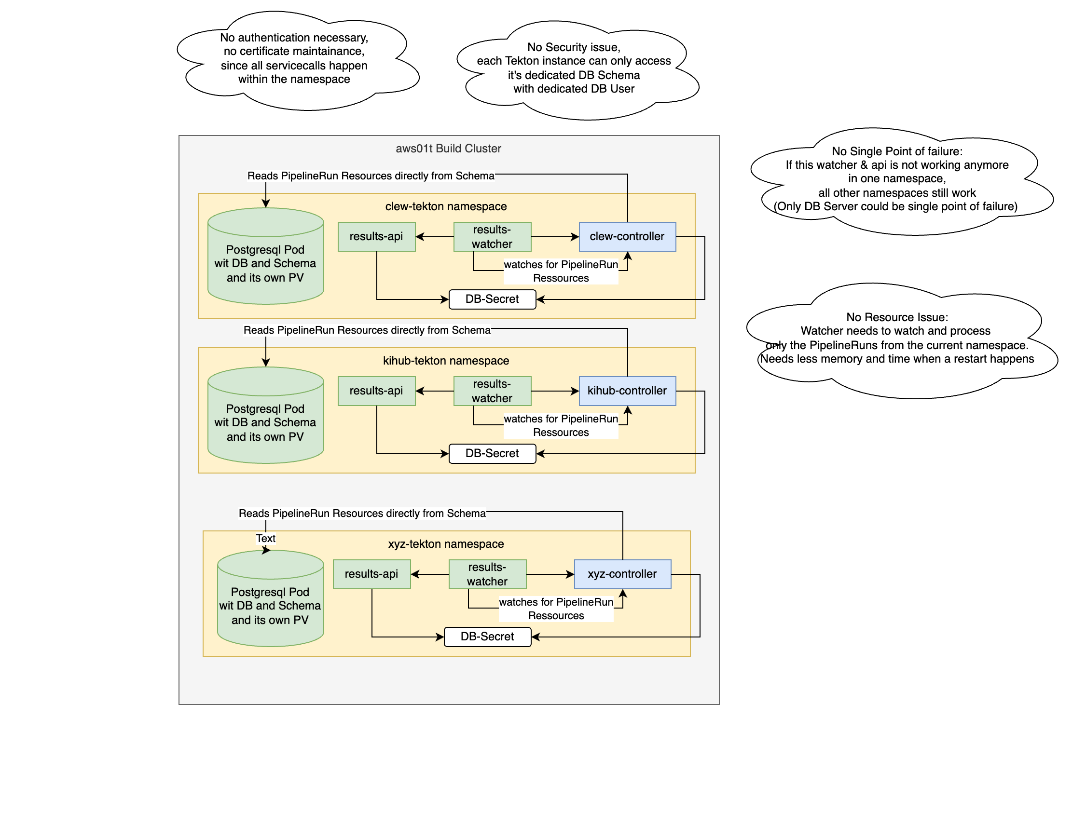 No authentication necessary,
no certificate maintainance,
since all servicecalls happen
within the namespace
No Security issue,
each Tekton instance can only access
it's dedicated DB Schema
with dedicated DB User
No Single Point of failure:
If this watcher & api is not working anymore
in one namespace,
all other namespaces still work
(Only DB Server could be single point of failure)
No Resource Issue:
Watcher needs to watch and process
only the PipelineRuns from the current namespace.
Needs less memory and time when a restart happens
aws01t Build Cluster
Reads PipelineRun Resources directly from Schema
clew-tekton namespace
Postgresql Pod
wit DB and Schema
and its own PV
results-api
results-
watcher
clew-controller
watches for PipelineRun
Ressources
DB-Secret
Reads PipelineRun Resources directly from Schema
kihub-tekton namespace
Postgresql Pod
wit DB and Schema
and its own PV
results-api
results-
watcher
kihub-controller
watches for PipelineRun
Ressources
DB-Secret
Reads PipelineRun Resources directly from Schema
Text
xyz-tekton namespace
Postgresql Pod
wit DB and Schema
and its own PV
results-api
results-
watcher
xyz-controller
watches for PipelineRun
Ressources
DB-Secret